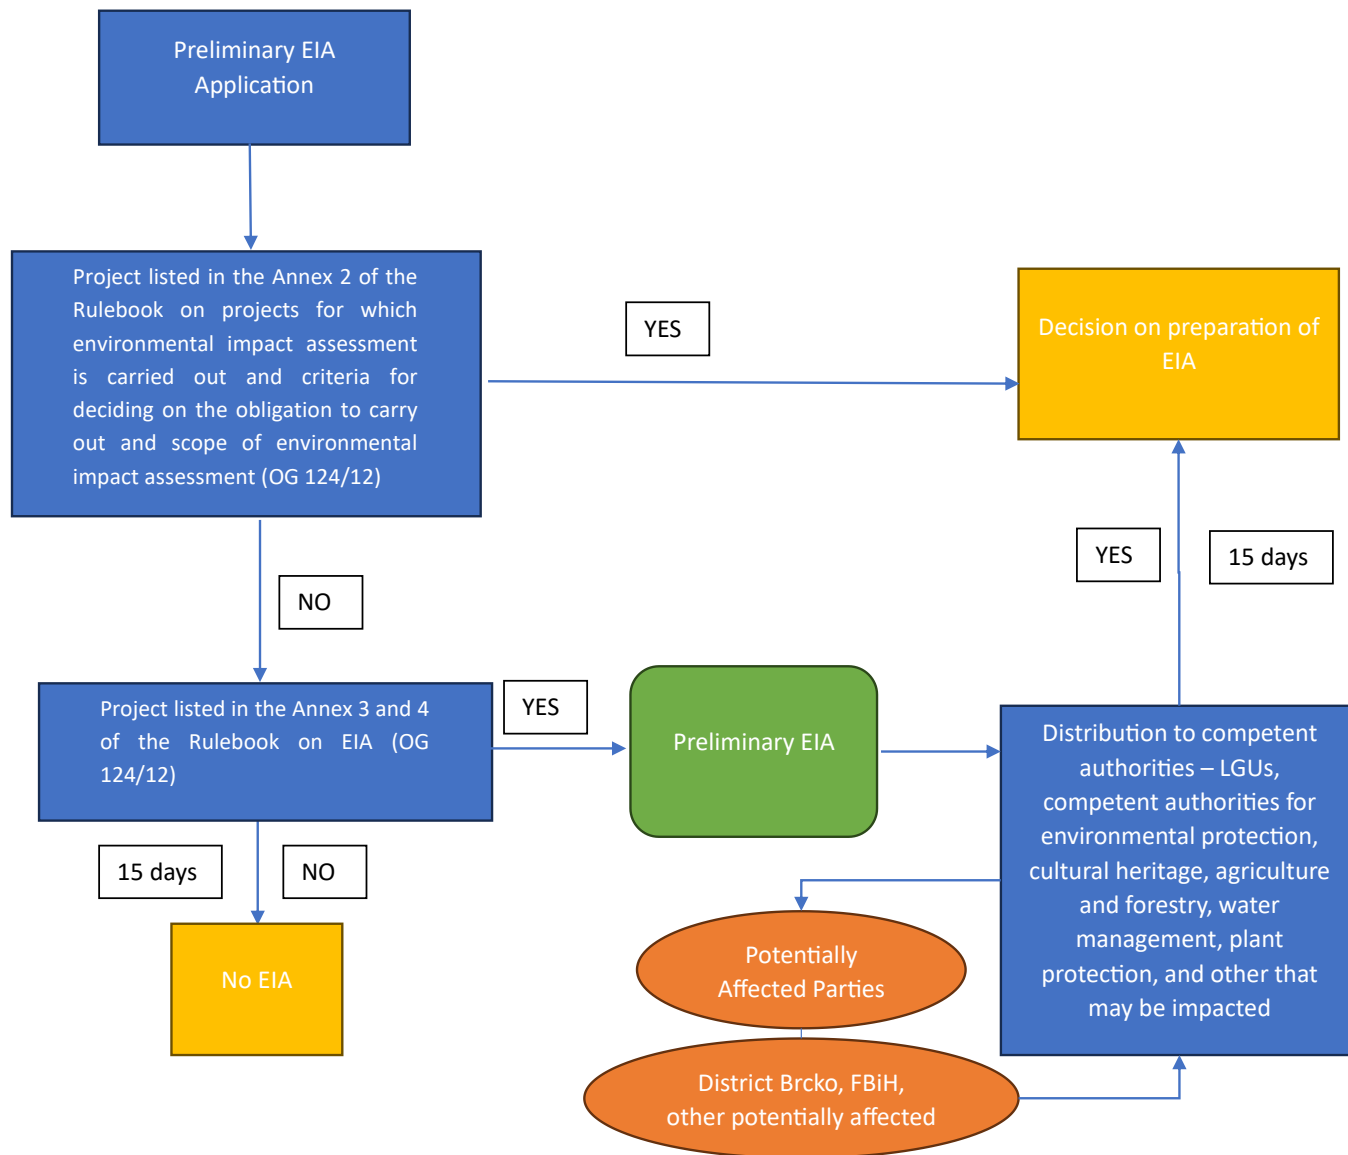 Preliminary EIA
Application
Project listed in the Annex 2 of the
Rulebook on projects for which
environmental impact assessment
is carried out and criteria for
deciding on the obligation to carry
out and scope of environmental
impact assessment (OG 124/12)
YES
Decision on preparation of
EIA
NO
YES
15 days
Project listed in the Annex 3 and 4
of the Rulebook on EIA (OG
124/12)
YES
Preliminary EIA
Distribution to competent
authorities – LGUs,
competent authorities for
environmental protection,
cultural heritage, agriculture
and forestry, water
management, plant
protection, and other that
may be impacted
15 days
NO
No EIA
Potentially
Affected Parties
District Brcko, FBiH,
other potentially affected